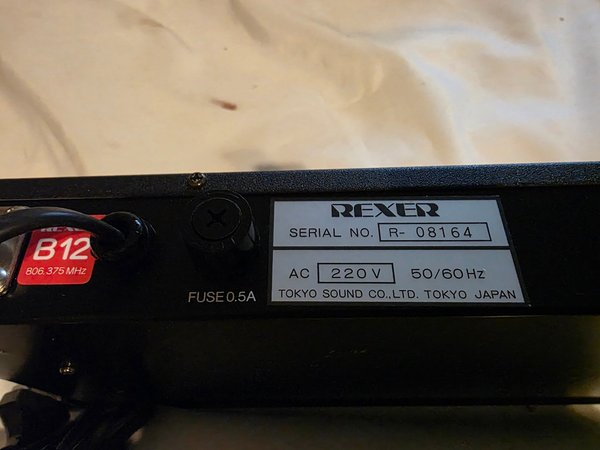 REXER
SERIAL NO. R- 08164
AC 220V 50/60Hz
TOKYO SOUND CO.,LTD. TOKYO JAPAN
B12
806.375 MHz
FUSE 0.5A